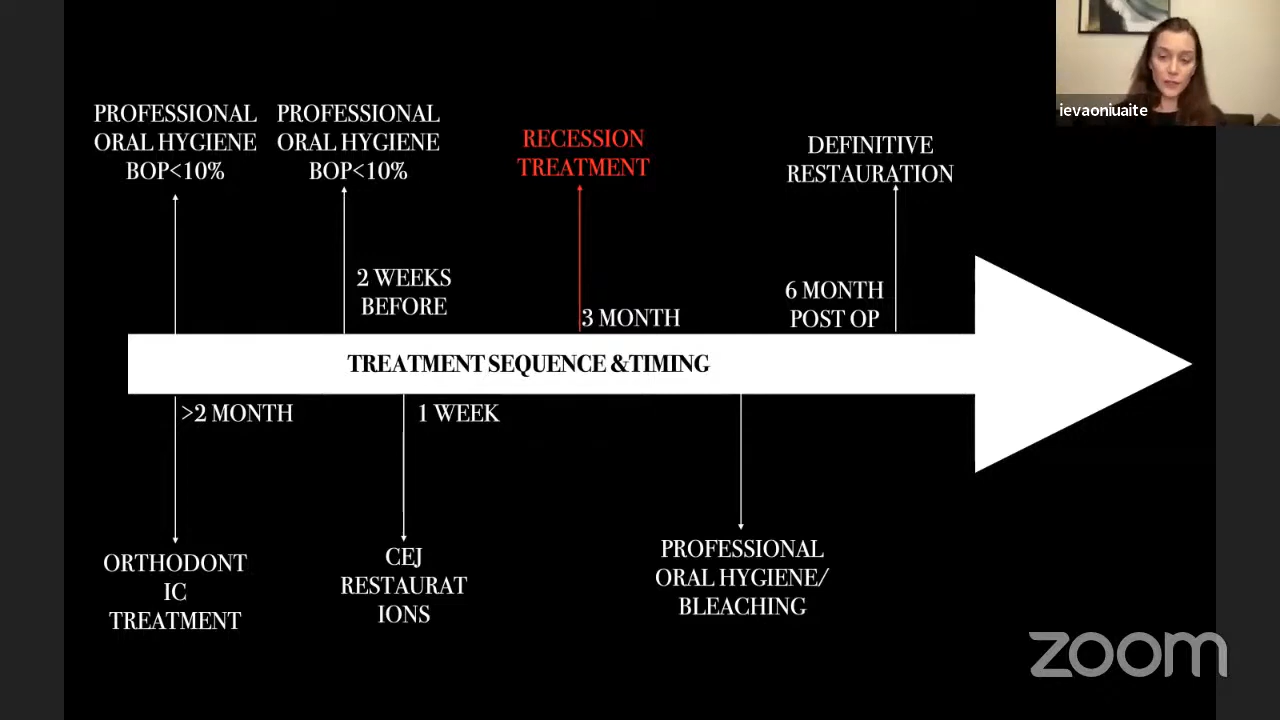 PROFESSIONAL
ORAL HYGIENE
BOP<10%
PROFESSIONAL
ORAL HYGIENE
BOP<10%
RECESSION
TREATMENT
DEFINITIVE
RESTAURATION
ievaoniuaite
2 WEEKS
BEFORE
3 MONTH
6 MONTH
POST OP
TREATMENT SEQUENCE &TIMING
>2 MONTH
1 WEEK
ORTHODONT
IC
TREATMENT
CEJ
RESTAURAT
IONS
PROFESSIONAL
ORAL HYGIENE/
BLEACHING
zoom